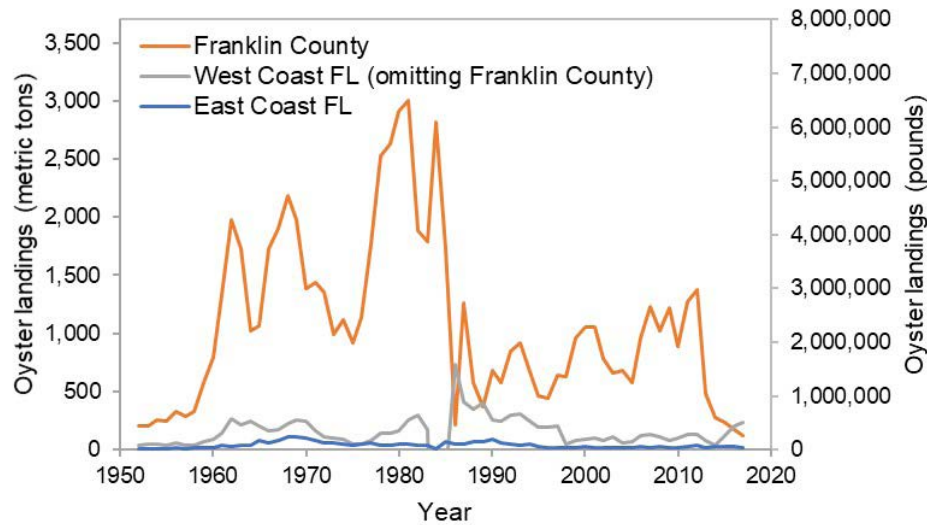 Oyster landings (metric tons)
3,500
3,000
2,500
2,000
1,500
1,000
500
0
Franklin County
West Coast FL (omitting Franklin County)
East Coast FL
8,000,000
7,000,000
6,000,000
5,000,000
4,000,000
3,000,000
2,000,000
1,000,000
0
Oyster landings (pounds)
1950 1960 1970 1980 1990 2000 2010 2020
Year